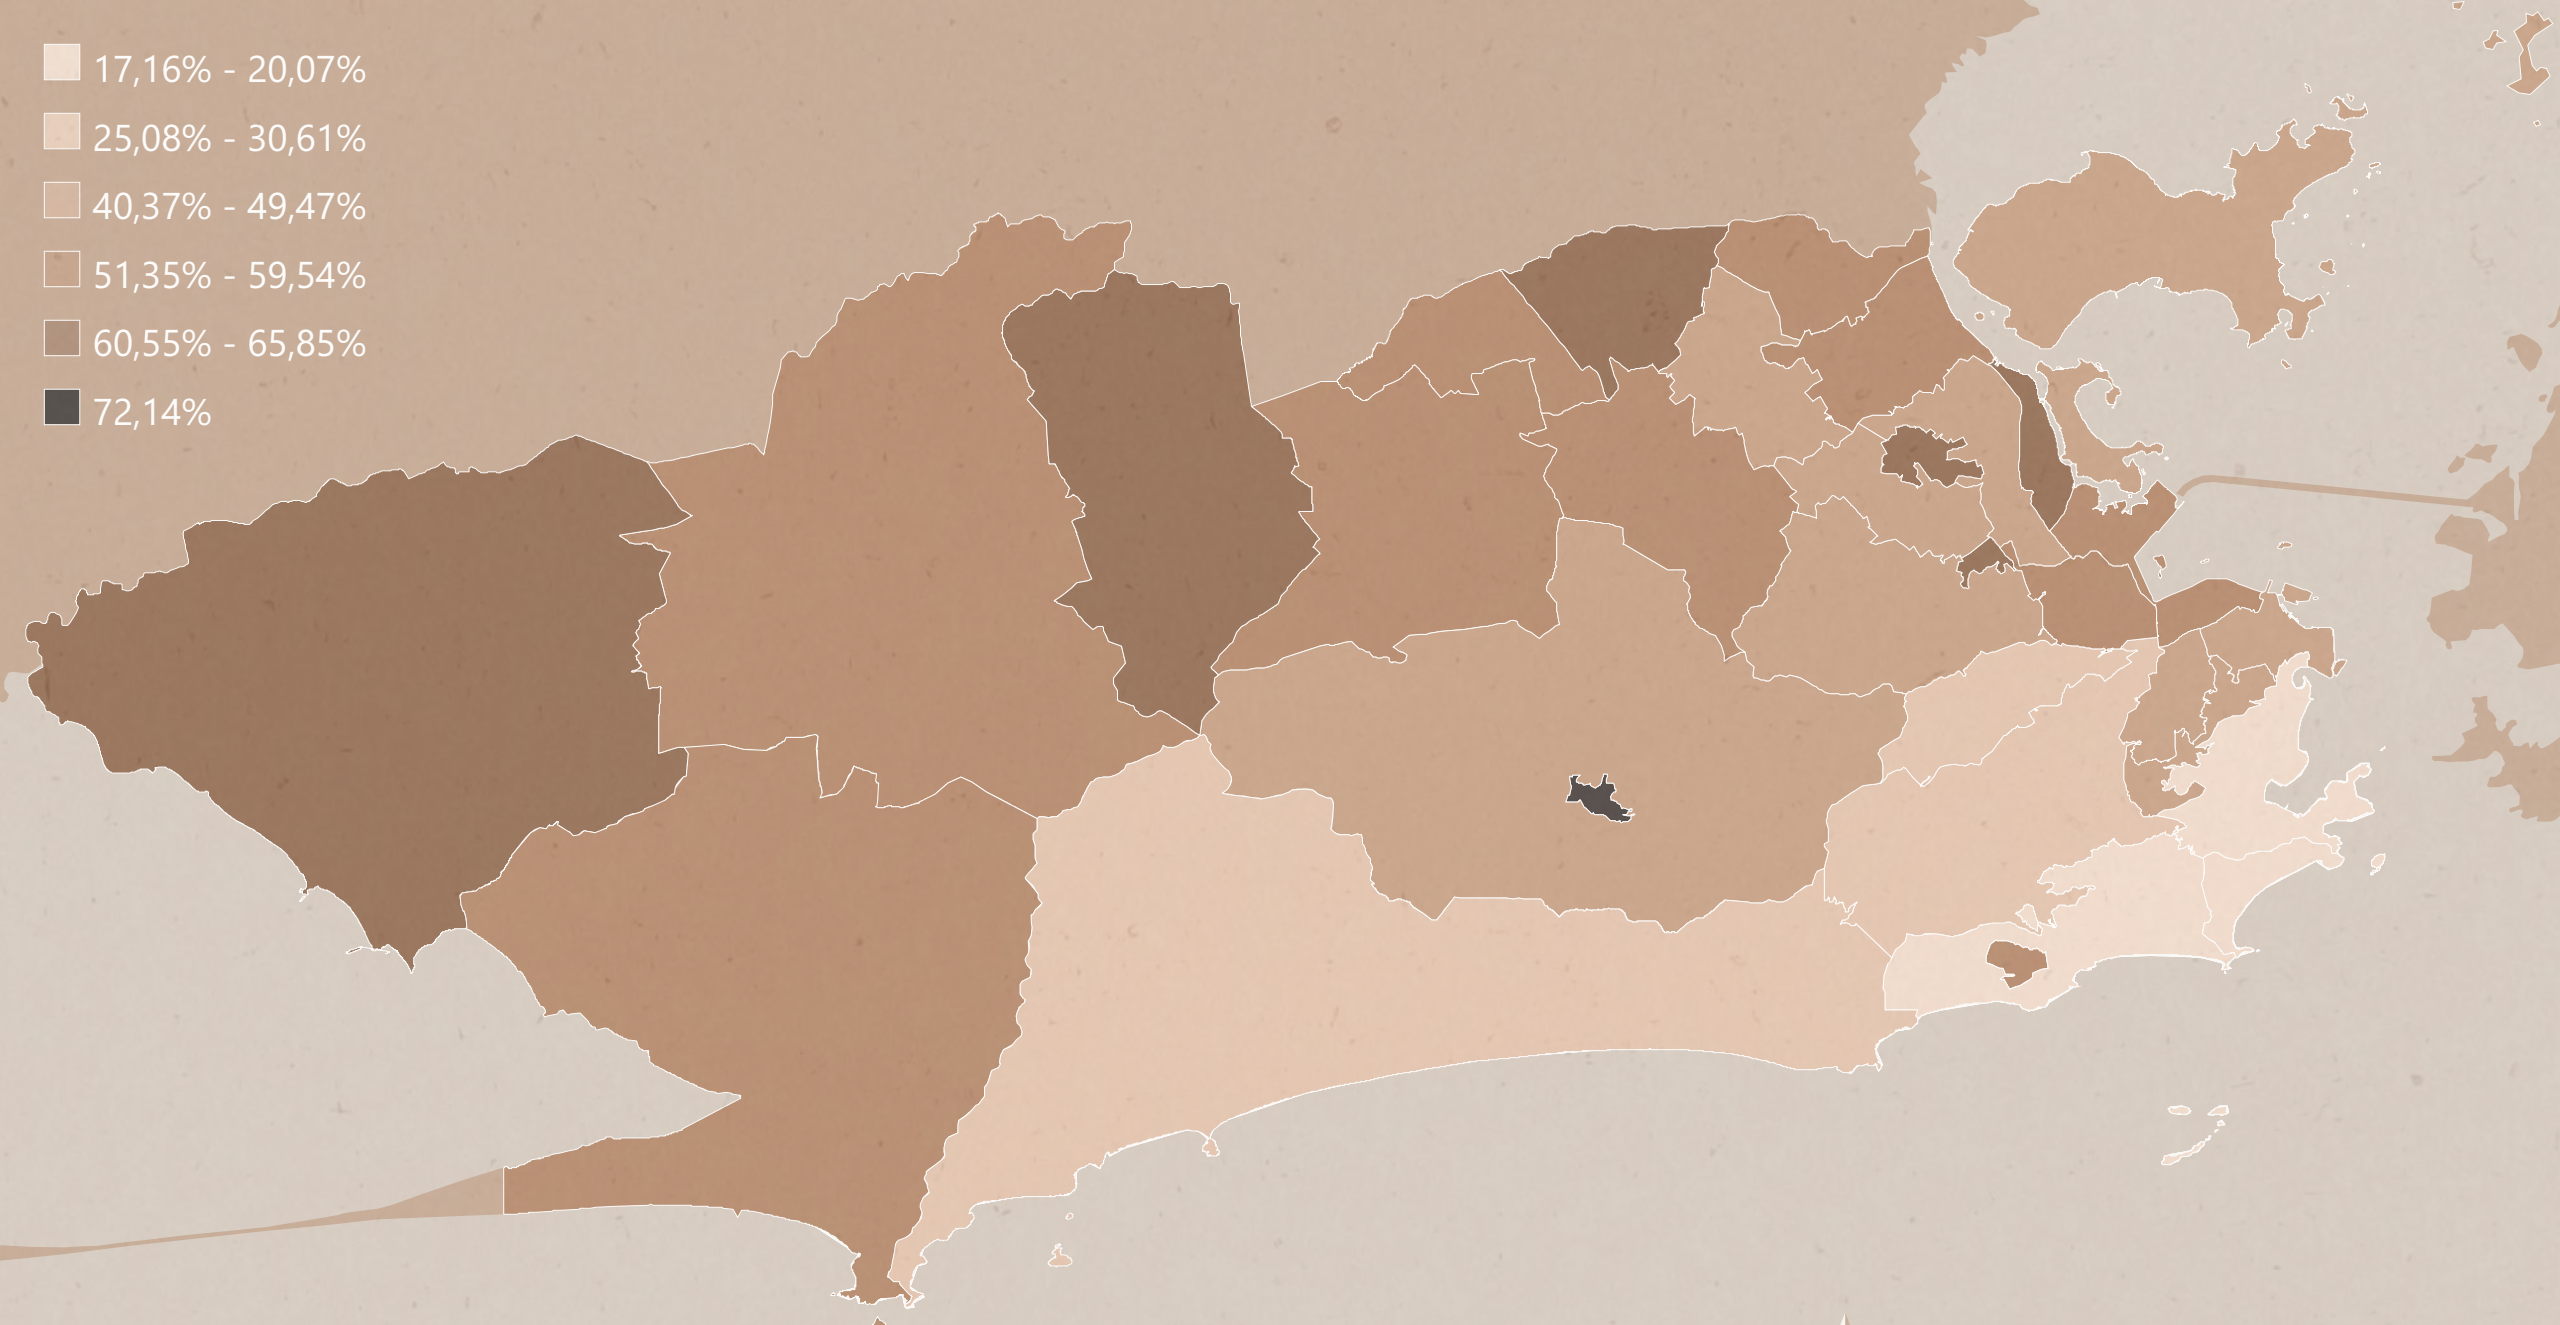 17,16% - 20,07%
25,08% - 30,61%
40,37% - 49,47%
51,35% - 59,54%
60,55% - 65,85%
72,14%